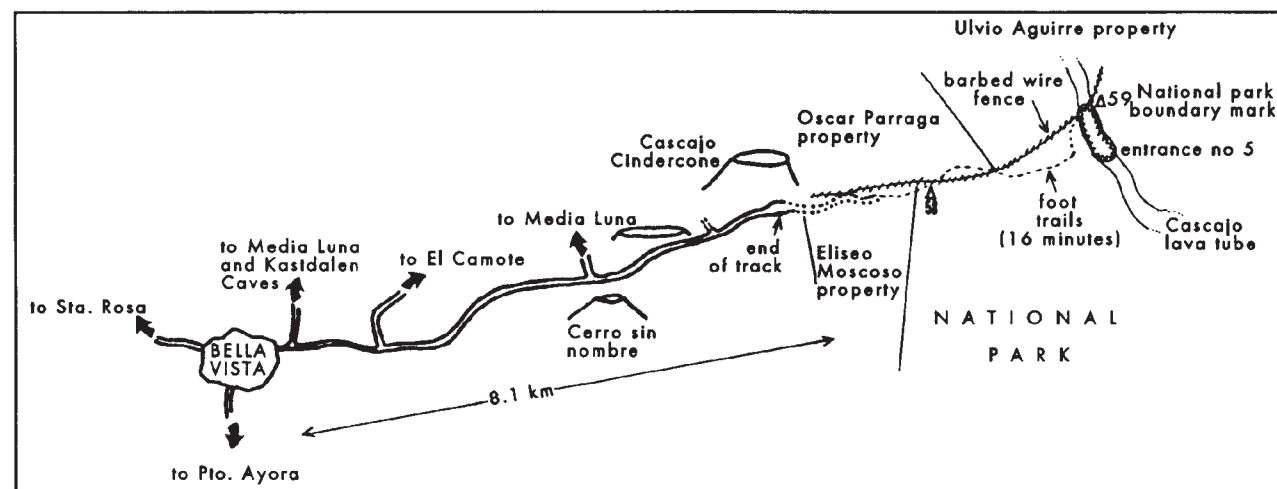 Ulvio Aguirre property
barbed wire
fence
Δ59 National park
boundary mark
Oscar Parraga
property
entrance no 5
Cascajo
Cindercone
foot
trails
(16 minutes)
Cascajo
lava tube
to Media Luna
end
of track
Eliseo
Moscoso
property
to Media Luna
and Kastdalen
Caves
to El Camote
to Sta. Rosa
Cerro sin
nombre
NATIONAL
PARK
BELLA
VISTA
8.1 km
to Pto. Ayora